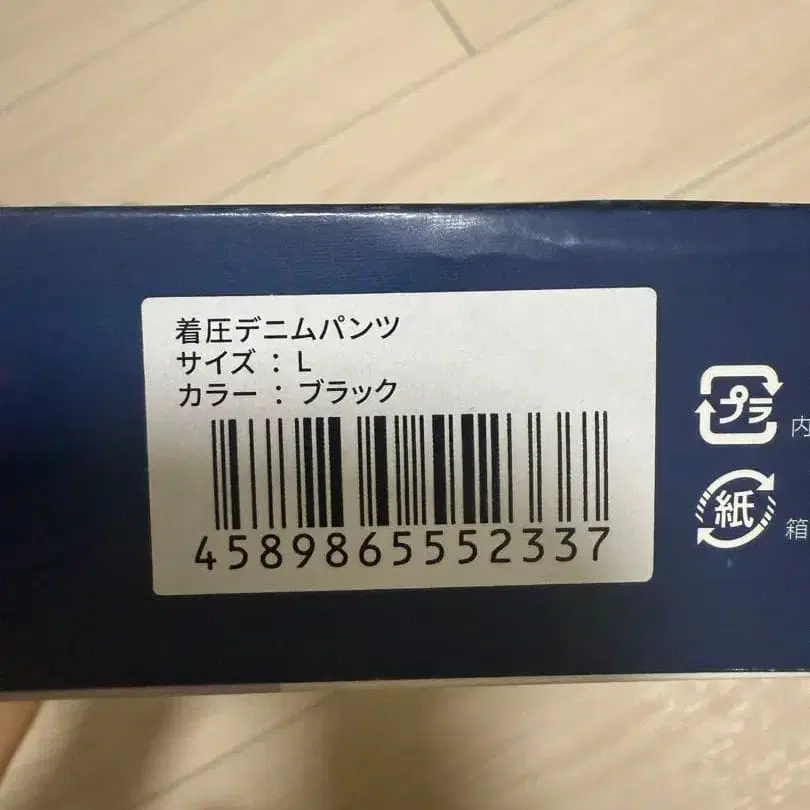 着圧デニムパンツ
サイズ : L
カラー : ブラック
4589865552337
プラ
内
紙
箱